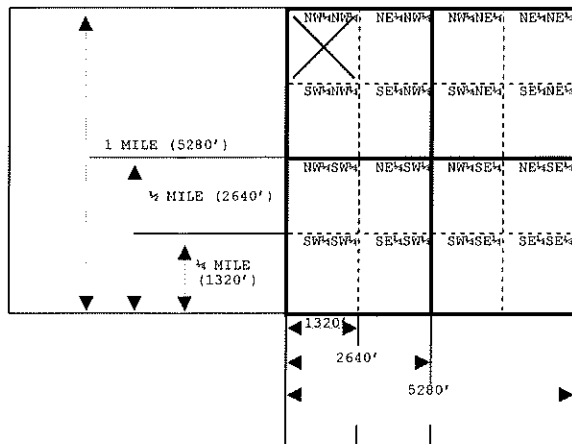 NW¼NW¼ NE¼NW¼ NW¼NE¼ NE¼NE¼
SW¼NW¼ SE¼NW¼ SW¼NE¼ SE¼NE¼
1 MILE (5280')
NW¼SW¼ NE¼SW¼ NW¼SE¼ NE¼SE¼
½ MILE (2640')
SW¼SW¼ SE¼SW¼ SW¼SE¼ SE¼SE¼
¼ MILE
(1320')
1320'
2640'
5280'